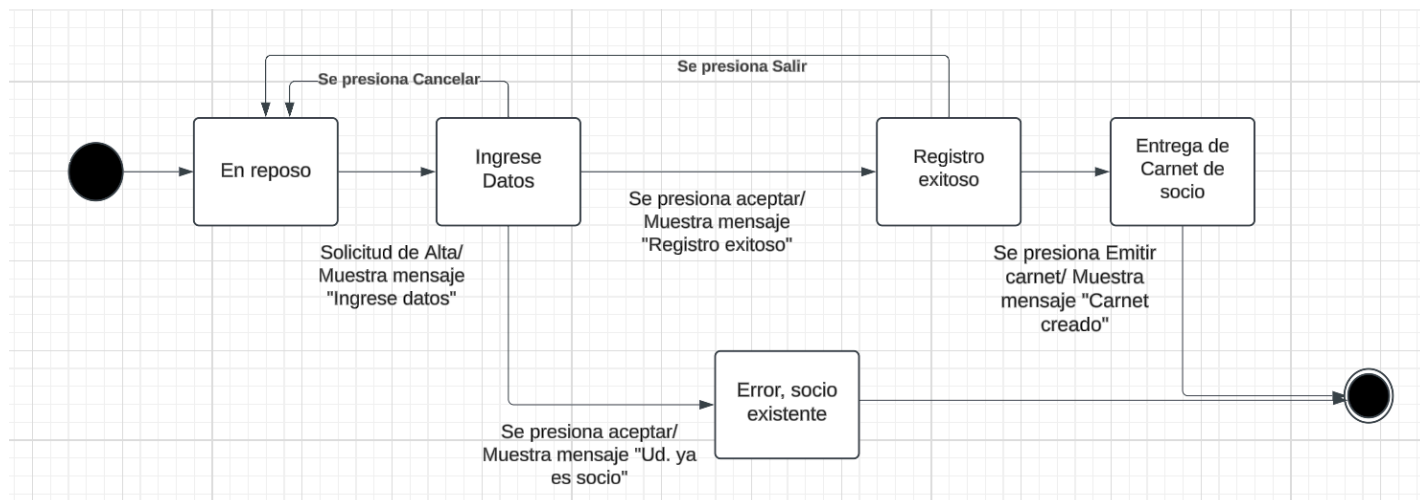 Se presiona Salir
Se presiona Cancelar
En reposo
Ingrese
Datos
Registro
exitoso
Entrega de
Carnet de
socio
Solicitud de Alta/
Muestra mensaje
"Ingrese datos"
Se presiona aceptar/
Muestra mensaje
"Registro exitoso"
Se presiona Emitir
carnet/ Muestra
mensaje "Carnet
creado"
Error, socio
existente
Se presiona aceptar/
Muestra mensaje "Ud. ya
es socio"